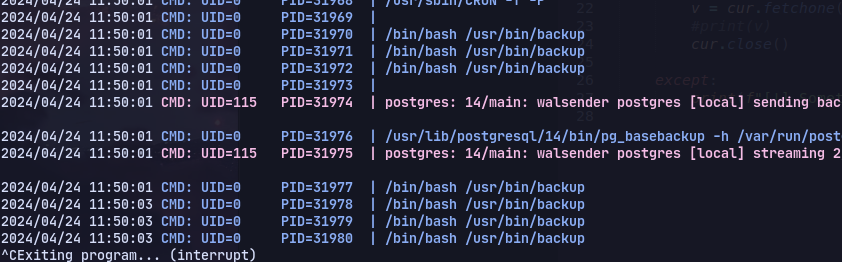 2024/04/24 11:50:01 CMD: UID=0 PID=31968 | /usr/sbin/CRON -f -P
2024/04/24 11:50:01 CMD: UID=0 PID=31969 |
2024/04/24 11:50:01 CMD: UID=0 PID=31970 | /bin/bash /usr/bin/backup
2024/04/24 11:50:01 CMD: UID=0 PID=31971 | /bin/bash /usr/bin/backup
2024/04/24 11:50:01 CMD: UID=0 PID=31972 | /bin/bash /usr/bin/backup
2024/04/24 11:50:01 CMD: UID=0 PID=31973 |
2024/04/24 11:50:01 CMD: UID=115 PID=31974 | postgres: 14/main: walsender postgres [local] sending bac
2024/04/24 11:50:01 CMD: UID=0 PID=31976 | /usr/lib/postgresql/14/bin/pg_basebackup -h /var/run/post
2024/04/24 11:50:01 CMD: UID=115 PID=31975 | postgres: 14/main: walsender postgres [local] streaming 2
2024/04/24 11:50:01 CMD: UID=0 PID=31977 | /bin/bash /usr/bin/backup
2024/04/24 11:50:03 CMD: UID=0 PID=31978 | /bin/bash /usr/bin/backup
2024/04/24 11:50:03 CMD: UID=0 PID=31979 | /bin/bash /usr/bin/backup
2024/04/24 11:50:03 CMD: UID=0 PID=31980 | /bin/bash /usr/bin/backup
^CExiting program... (interrupt)
22 v = cur.fetchone(
23 #print(v)
cur.close()
except:
28